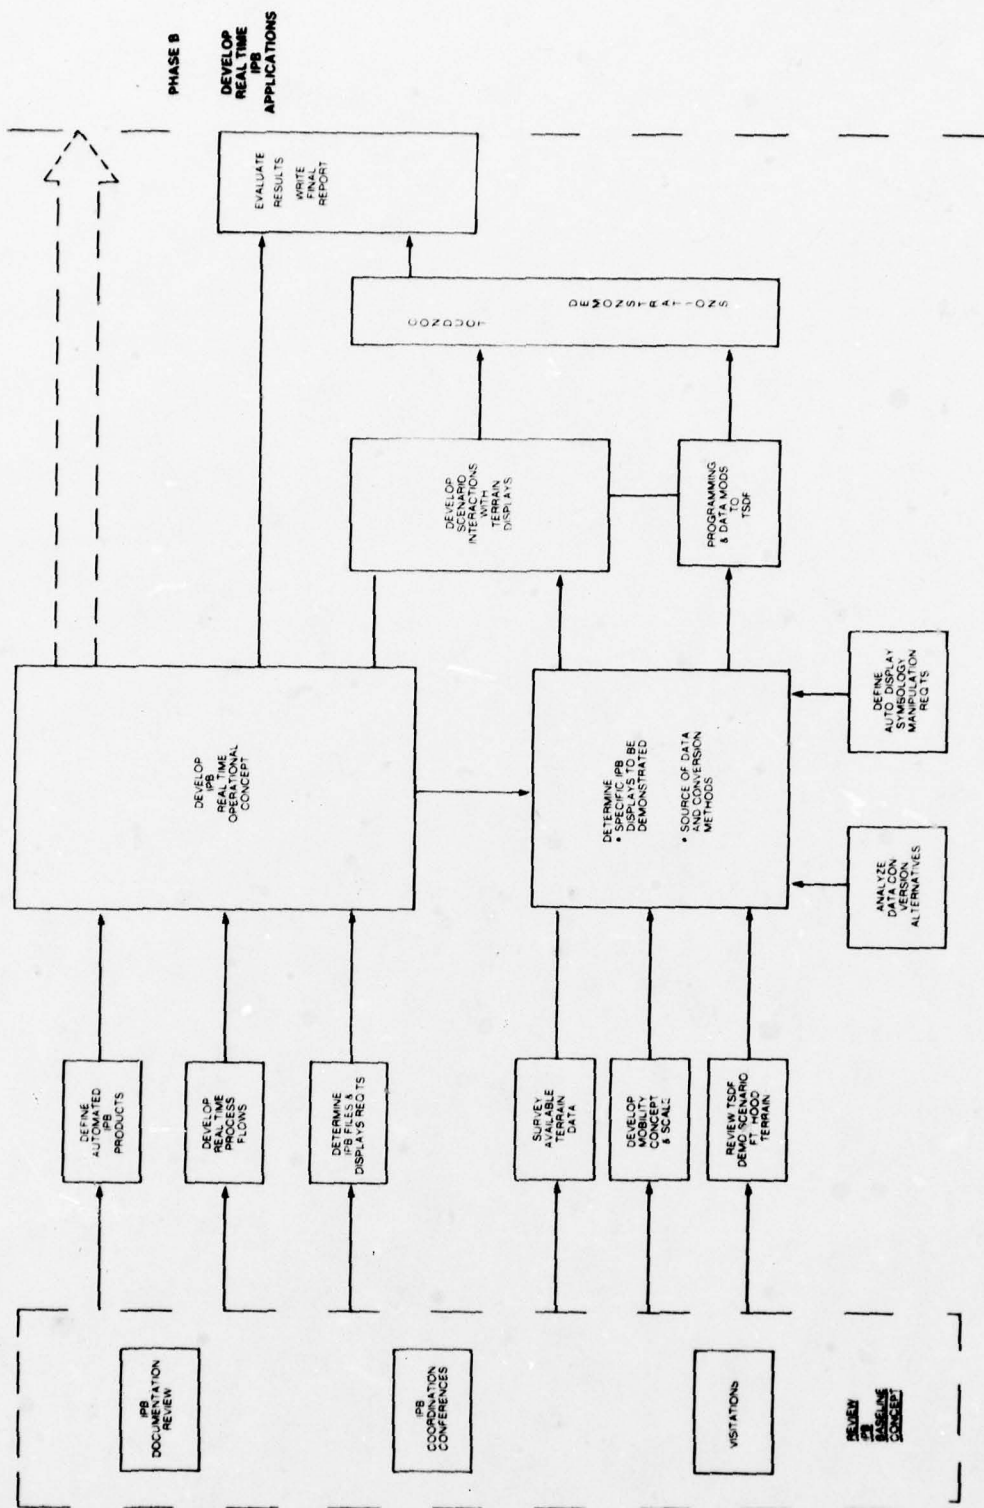 IPB
DOCUMENTATION
REVIEW
IPB
COORDINATION
CONFERENCES
VISITATIONS
REVIEW
IPB
BASELINE
CONCEPT
DEFINE
AUTOMATED
IPB
PRODUCTS
DEVELOP
REAL TIME
PROCESS
FLOWS
DETERMINE
IPB FILES &
DISPLAYS REQ'TS
SURVEY
AVAILABLE
TERRAIN
DATA
DEVELOP
MOBILITY
CONCEPT
& SCALE
REVIEW TSDF
DEMO SCENARIO
FT HOOD
TERRAIN
DEVELOP
IPB
REAL TIME
OPERATIONAL
CONCEPT
DETERMINE
• SPECIFIC IPB
DISPLAYS TO BE
DEMONSTRATED
• SOURCE OF DATA
AND CONVERSION
METHODS
ANALYZE
DATA CON
VERSION
ALTERNATIVES
DEFINE
AUTO DISPLAY
SYMBOLOGY
MANIPULATION
REQ'TS
DEVELOP
SCENARIO
INTERACTIONS
WITH
TERRAIN
DISPLAYS
PROGRAMMING
& DATA MODS
TO
TSDF
CONDUCT
DEMONSTRATIONS
EVALUATE
RESULTS
WRITE
FINAL
REPORT
PHASE B
DEVELOP
REAL TIME
IPB
APPLICATIONS